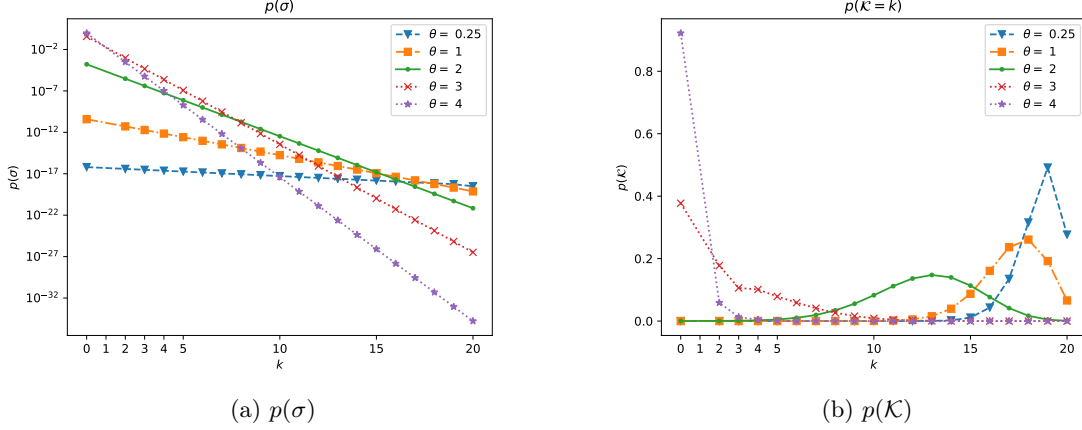 p(σ)
p(σ)
10⁻²
10⁻⁷
10⁻¹²
10⁻¹⁷
10⁻²²
10⁻²⁷
10⁻³²
θ = 0.25
θ = 1
θ = 2
θ = 3
θ = 4
0 1 2 3 4 5 10 15 20
k
(a) p(σ)
p(𝒦 = k)
p(𝒦)
0.8
0.6
0.4
0.2
0.0
θ = 0.25
θ = 1
θ = 2
θ = 3
θ = 4
0 1 2 3 4 5 10 15 20
k
(b) p(𝒦)